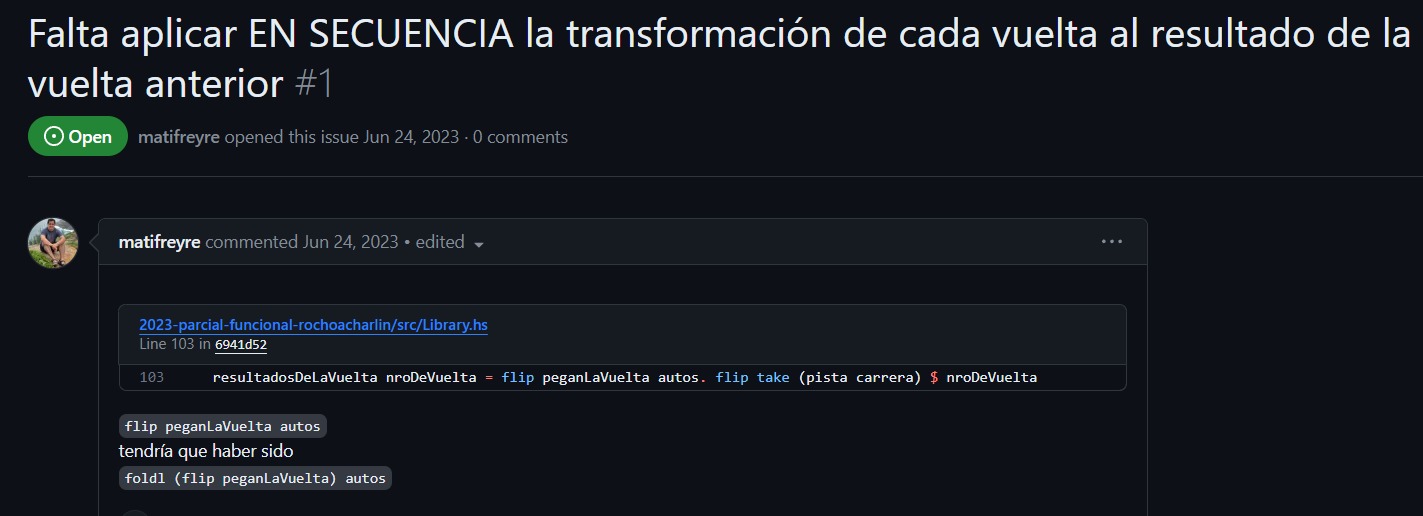 Falta aplicar EN SECUENCIA la transformación de cada vuelta al resultado de la
vuelta anterior #1
Open matifreyre opened this issue Jun 24, 2023 · 0 comments
matifreyre commented Jun 24, 2023 • edited
2023-parcial-funcional-rochoacharlin/src/Library.hs
Line 103 in 6941d52
103 resultadosDeLaVuelta nroDeVuelta = flip peganLaVuelta autos. flip take (pista carrera) $ nroDeVuelta
flip peganLaVuelta autos
tendría que haber sido
foldl (flip peganLaVuelta) autos